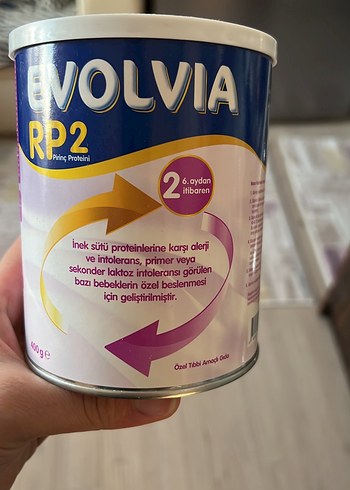 EVOLVIA
RP2
Pirinç Proteini
2
6. aydan
itibaren
İnek sütü proteinlerine karşı alerji
ve intolerans, primer veya
sekonder laktoz intoleransı görülen
bazı bebeklerin özel beslenmesi
için geliştirilmiştir.
400 g e
Özel Tıbbi Amaçlı Gıda